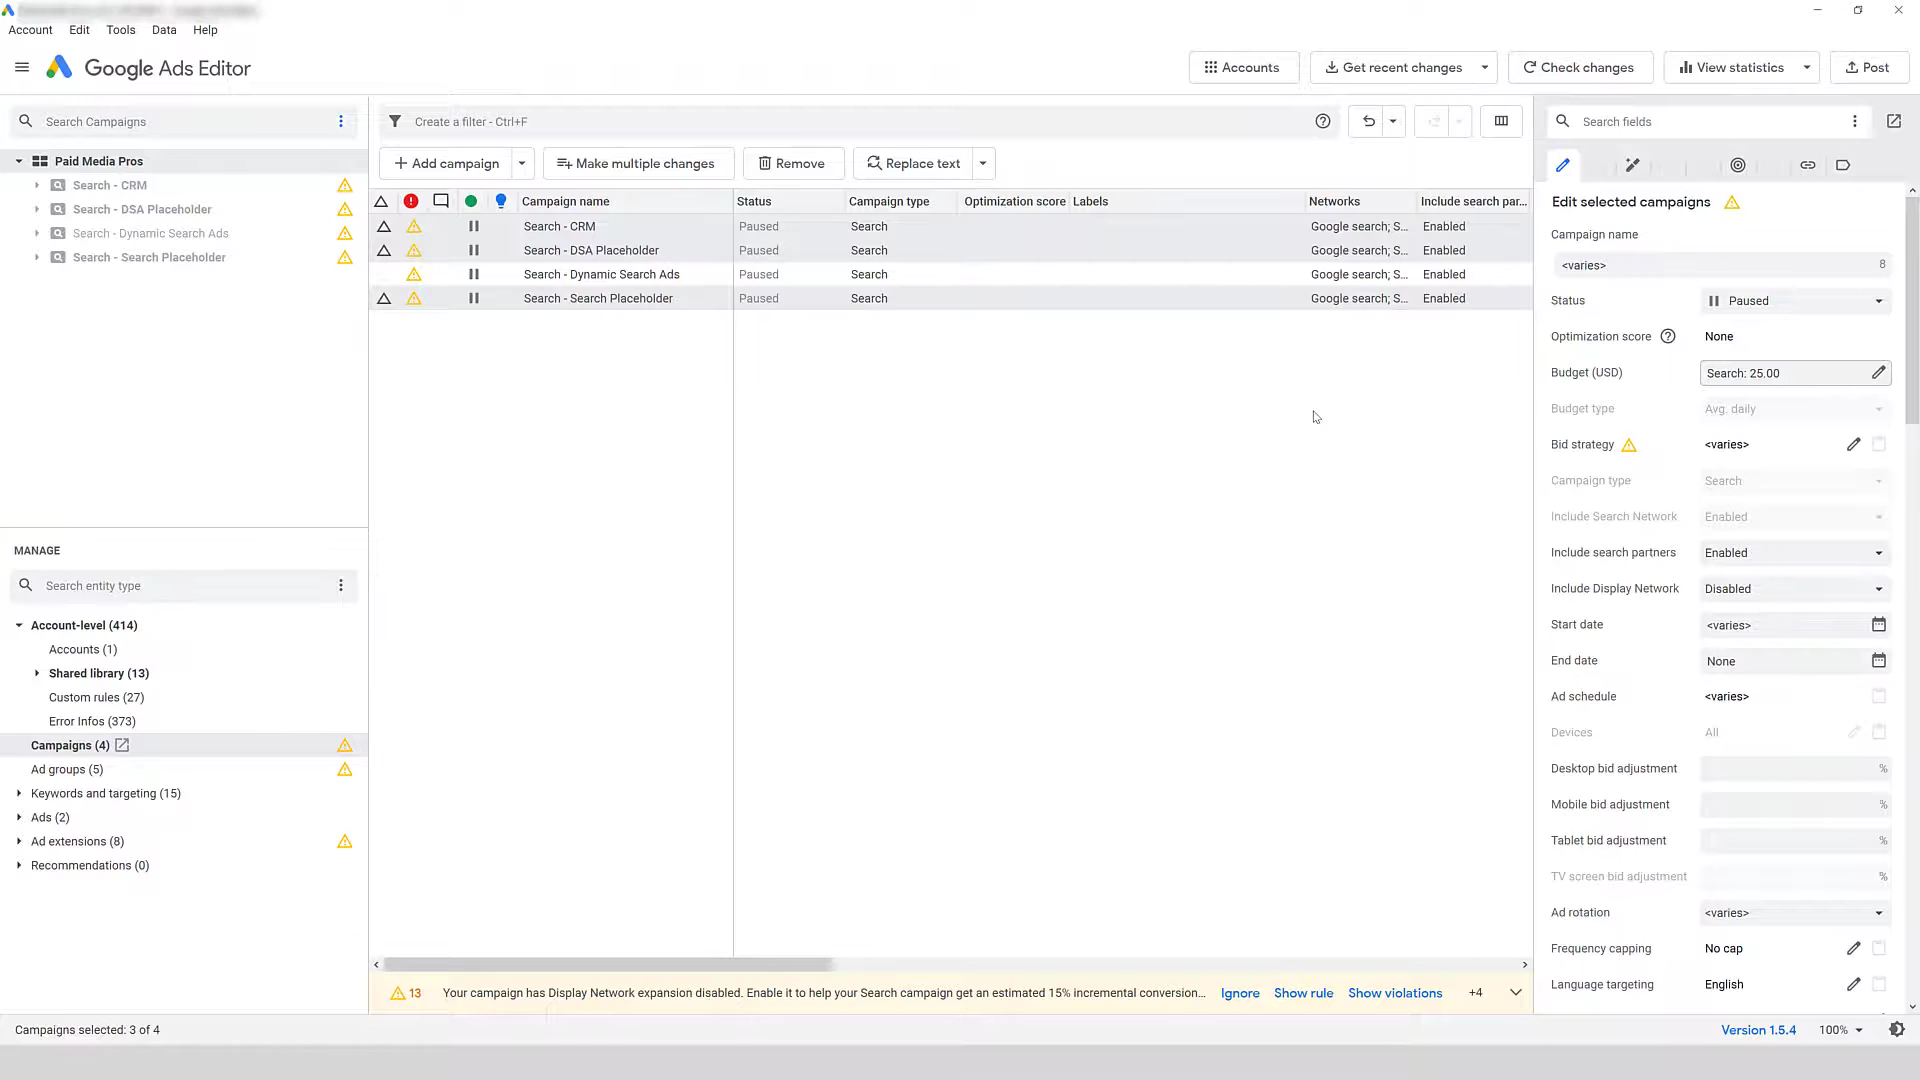 Account Edit Tools Data Help
Google Ads Editor
Accounts
Get recent changes
Check changes
View statistics
Post
Search Campaigns
Paid Media Pros
Search - CRM
Search - DSA Placeholder
Search - Dynamic Search Ads
Search - Search Placeholder
MANAGE
Search entity type
Account-level (414)
Accounts (1)
Shared library (13)
Custom rules (27)
Error Infos (373)
Campaigns (4)
Ad groups (5)
Keywords and targeting (15)
Ads (2)
Ad extensions (8)
Recommendations (0)
Create a filter - Ctrl+F
Add campaign
Make multiple changes
Remove
Replace text
Campaign name Status Campaign type Optimization score Labels Networks Include search par...
Search - CRM Paused Search Google search; S... Enabled
Search - DSA Placeholder Paused Search Google search; S... Enabled
Search - Dynamic Search Ads Paused Search Google search; S... Enabled
Search - Search Placeholder Paused Search Google search; S... Enabled
13 Your campaign has Display Network expansion disabled. Enable it to help your Search campaign get an estimated 15% incremental conversion... Ignore Show rule Show violations +4
Search fields
Edit selected campaigns
Campaign name
<varies> 8
Status Paused
Optimization score None
Budget (USD) Search: 25.00
Budget type Avg. daily
Bid strategy <varies>
Campaign type Search
Include Search Network Enabled
Include search partners Enabled
Include Display Network Disabled
Start date <varies>
End date None
Ad schedule <varies>
Devices All
Desktop bid adjustment %
Mobile bid adjustment %
Tablet bid adjustment %
TV screen bid adjustment %
Ad rotation <varies>
Frequency capping No cap
Language targeting English
Campaigns selected: 3 of 4
Version 1.5.4 100%